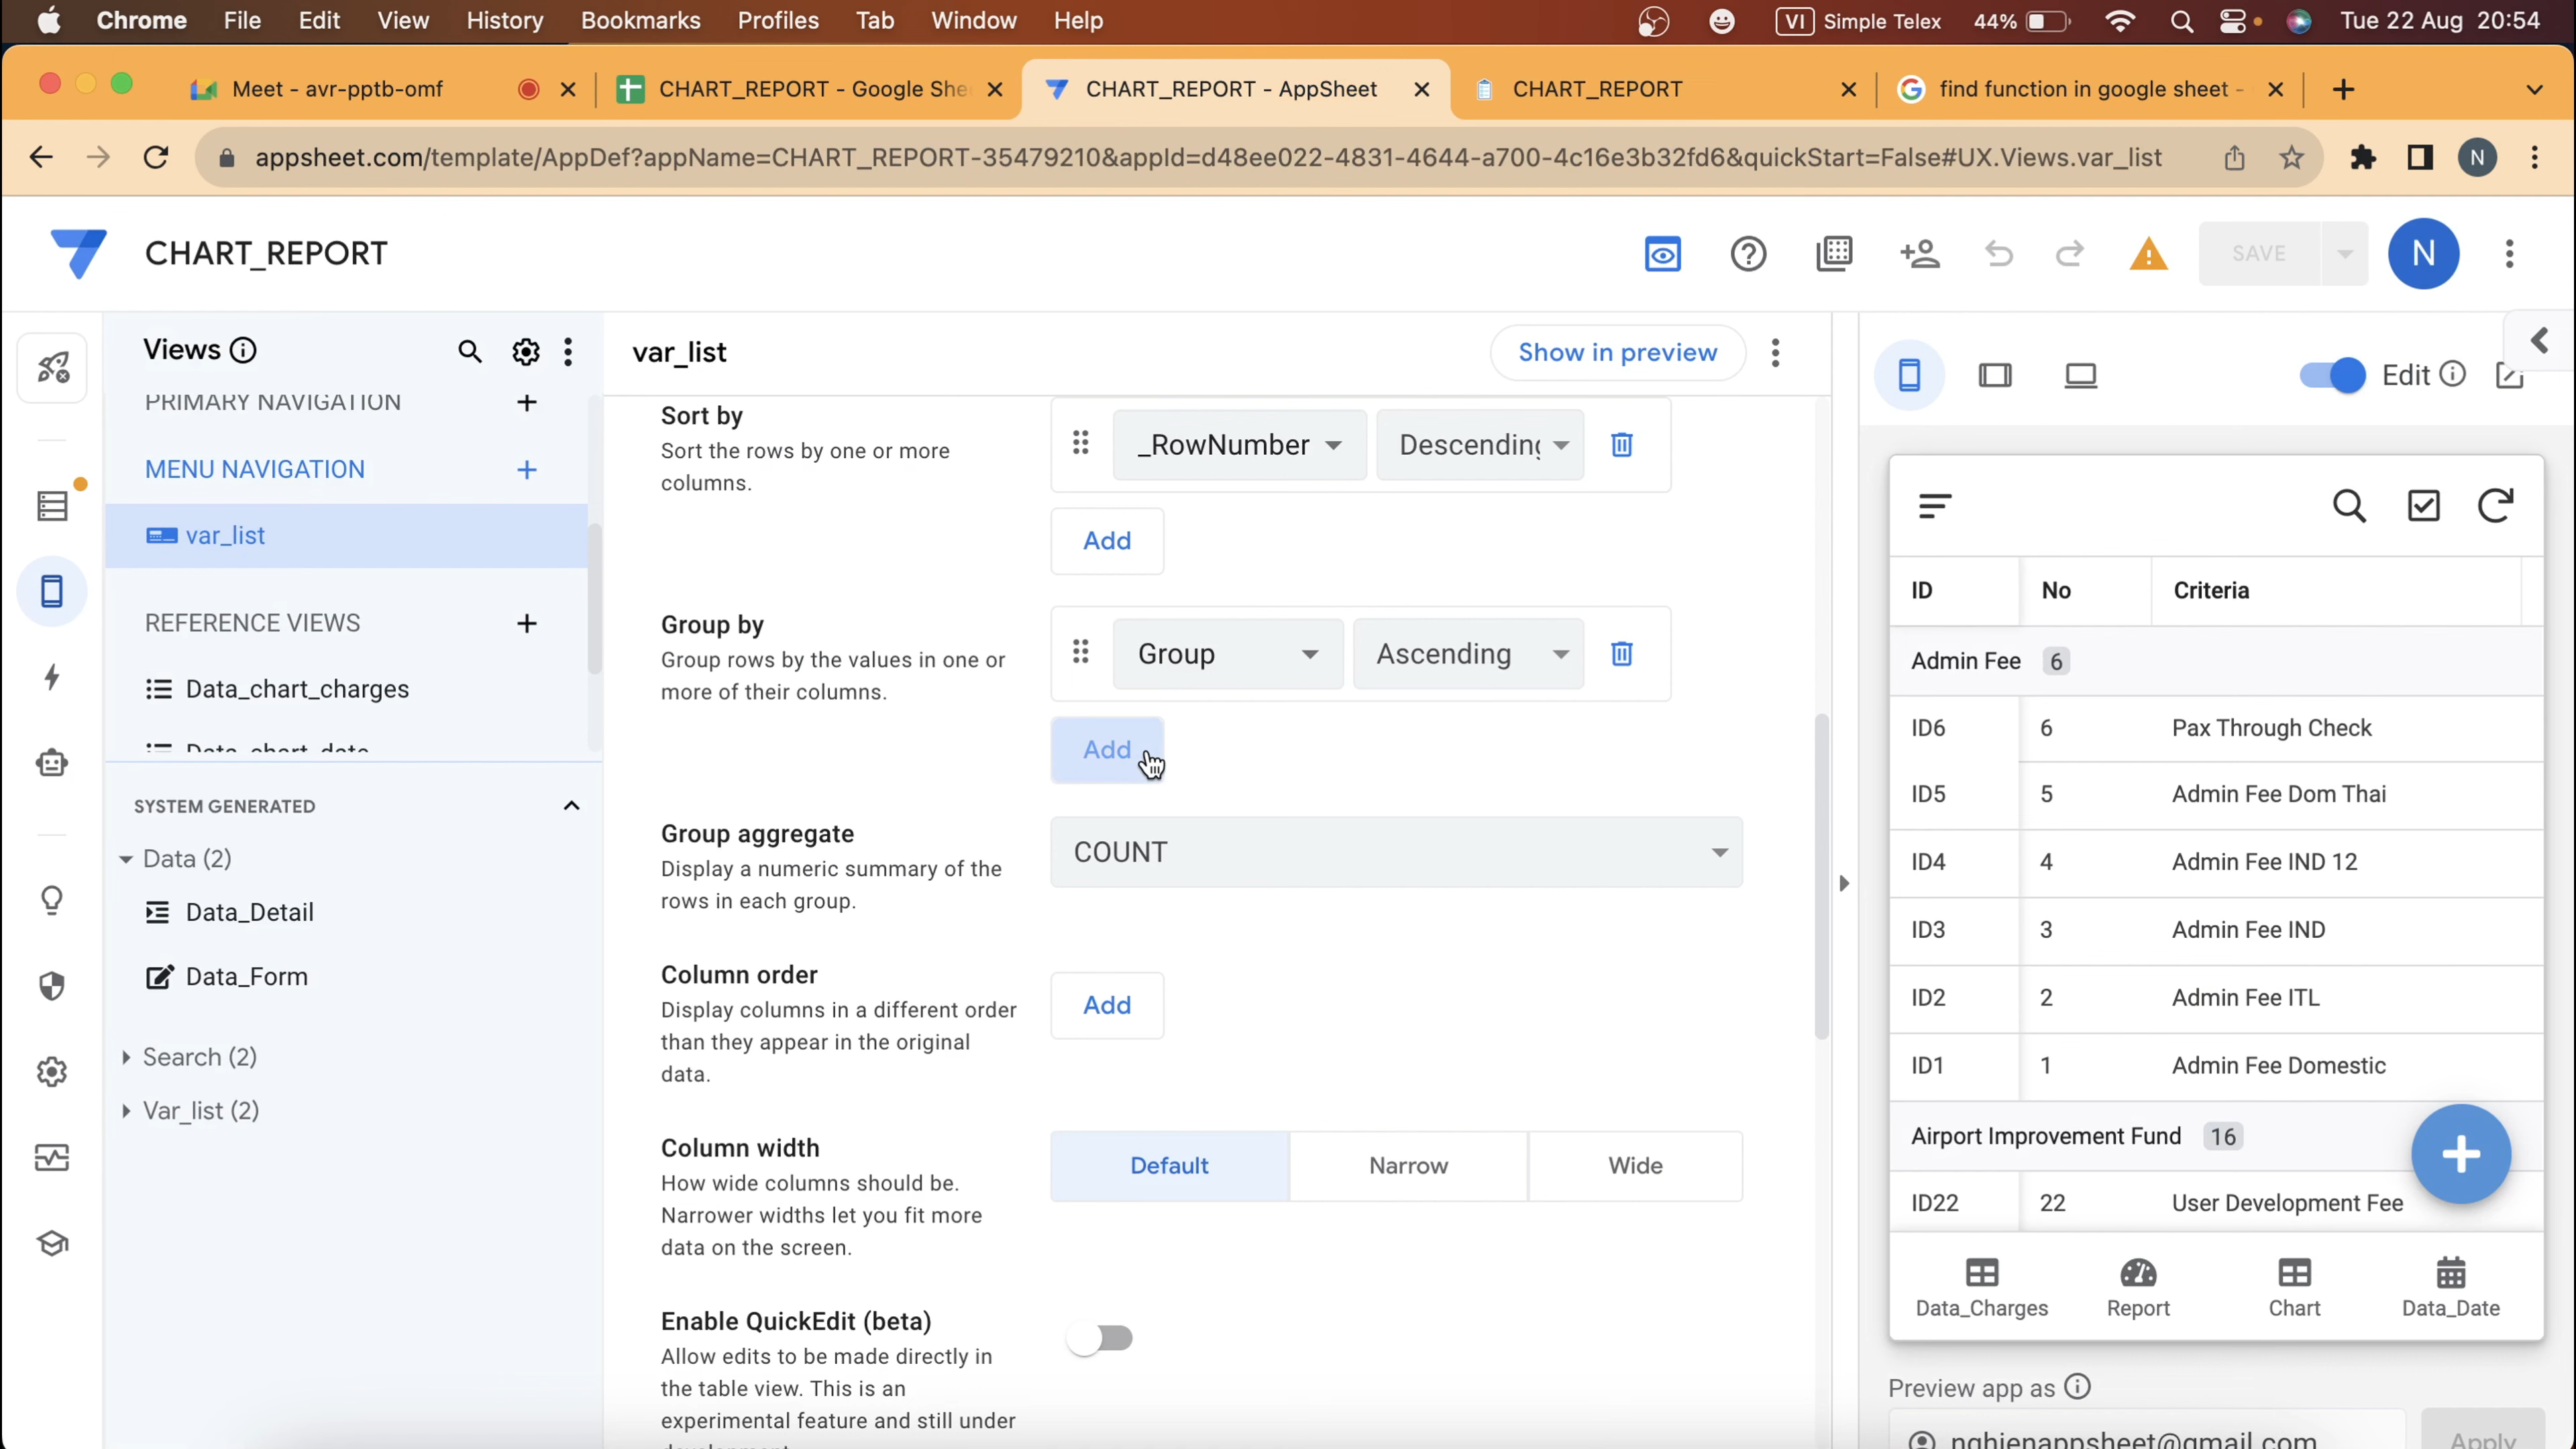 Chrome File Edit View History Bookmarks Profiles Tab Window Help VI Simple Telex 44% Tue 22 Aug 20:54
Meet - avr-pptb-omf CHART_REPORT - Google She CHART_REPORT - AppSheet CHART_REPORT find function in google sheet -
appsheet.com/template/AppDef?appName=CHART_REPORT-35479210&appId=d48ee022-4831-4644-a700-4c16e3b32fd6&quickStart=False#UX.Views.var_list N
CHART_REPORT SAVE N
Views
PRIMARY NAVIGATION
MENU NAVIGATION
var_list
REFERENCE VIEWS
Data_chart_charges
Data_chart_date
SYSTEM GENERATED
Data (2)
Data_Detail
Data_Form
Search (2)
Var_list (2)
var_list Show in preview
Sort by
Sort the rows by one or more
columns.
_RowNumber Descending
Add
Group by
Group rows by the values in one or
more of their columns.
Group Ascending
Add
Group aggregate
Display a numeric summary of the
rows in each group.
COUNT
Column order
Display columns in a different order
than they appear in the original
data.
Add
Column width
How wide columns should be.
Narrower widths let you fit more
data on the screen.
Default Narrow Wide
Enable QuickEdit (beta)
Allow edits to be made directly in
the table view. This is an
experimental feature and still under
Edit
ID No Criteria
Admin Fee 6
ID6 6 Pax Through Check
ID5 5 Admin Fee Dom Thai
ID4 4 Admin Fee IND 12
ID3 3 Admin Fee IND
ID2 2 Admin Fee ITL
ID1 1 Admin Fee Domestic
Airport Improvement Fund 16
ID22 22 User Development Fee
Data_Charges Report Chart Data_Date
Preview app as
nghienappsheet@gmail.com Apply